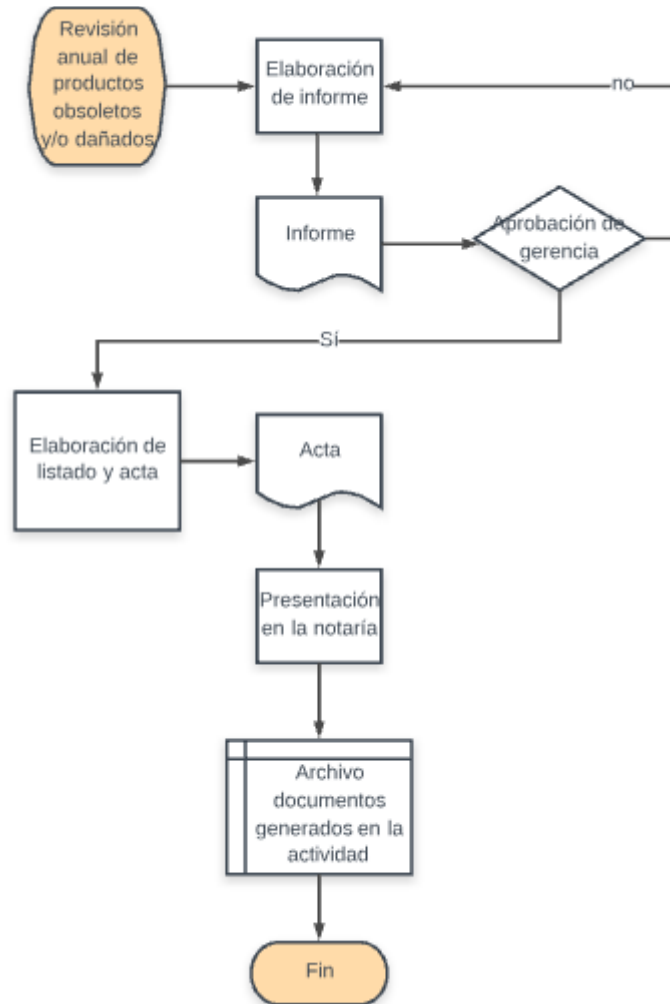 Revisión
anual de
productos
obsoletos
y/o dañados
Elaboración
de informe
no
Informe
Aprobación de
gerencia
Sí
Elaboración de
listado y acta
Acta
Presentación
en la notaría
Archivo
documentos
generados en la
actividad
Fin